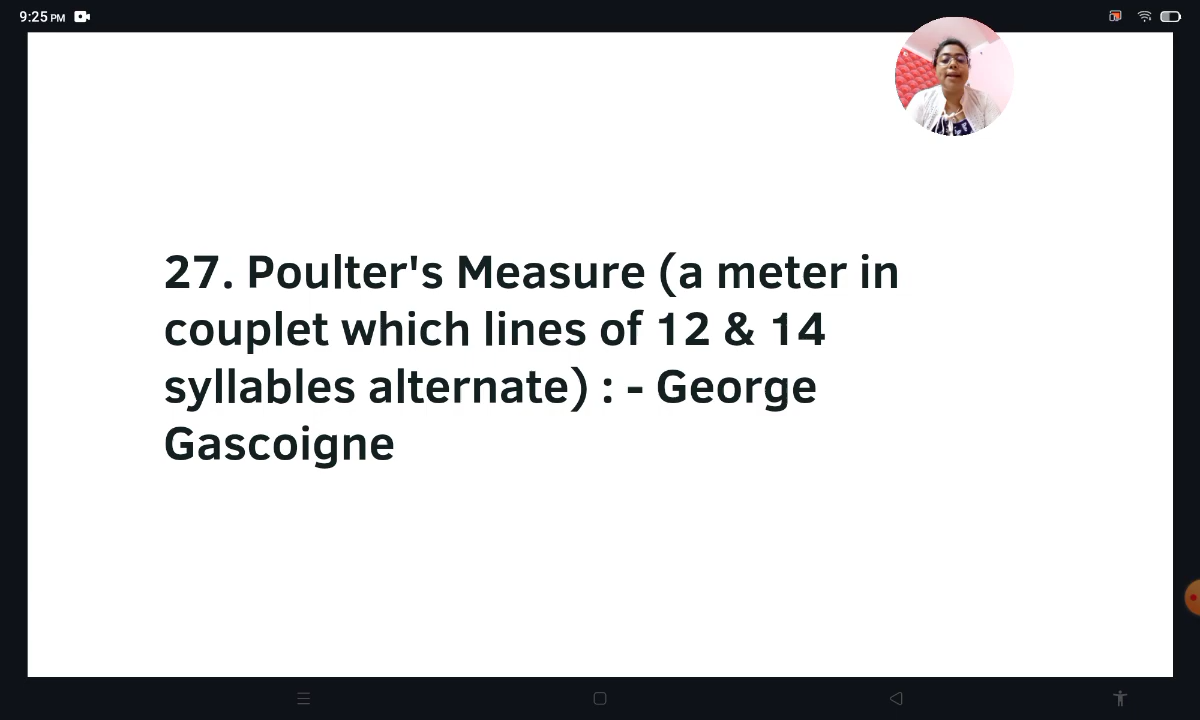 9:25 PM
27. Poulter's Measure (a meter in
couplet which lines of 12 & 14
syllables alternate) : - George
Gascoigne